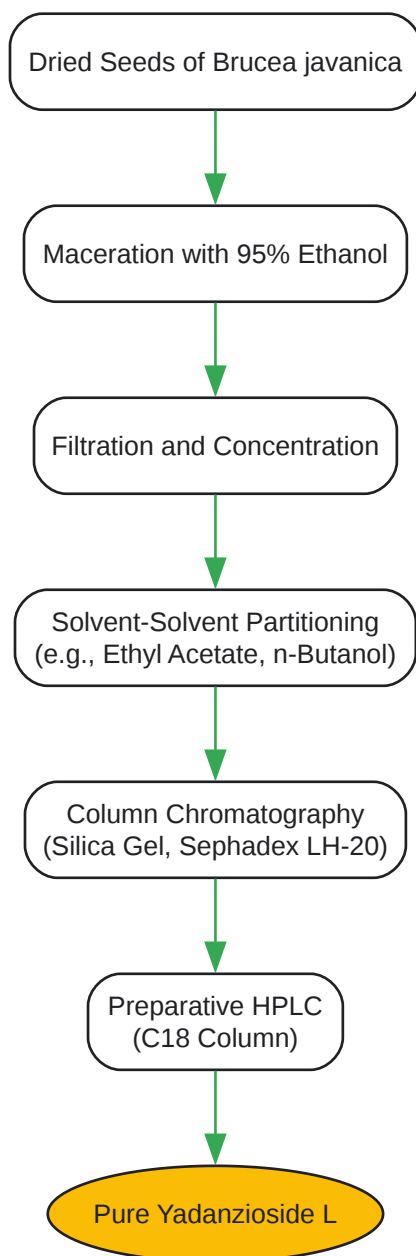 Dried Seeds of Brucea javanica
Maceration with 95% Ethanol
Filtration and Concentration
Solvent-Solvent Partitioning
(e.g., Ethyl Acetate, n-Butanol)
Column Chromatography
(Silica Gel, Sephadex LH-20)
Preparative HPLC
(C18 Column)
Pure Yadanzioside L